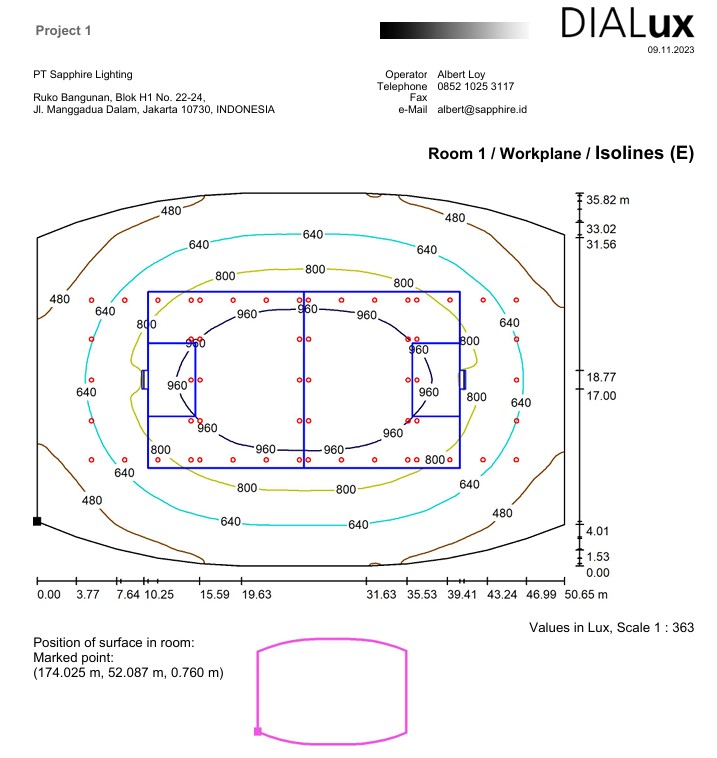 Project 1
DIALux
09.11.2023
PT Sapphire Lighting
Ruko Bangunan, Blok H1 No. 22-24,
Jl. Manggadua Dalam, Jakarta 10730, INDONESIA
Operator Albert Loy
Telephone 0852 1025 3117
Fax
e-Mail albert@sapphire.id
Room 1 / Workplane / Isolines (E)
35.82 m
33.02
31.56
18.77
17.00
4.01
1.53
0.00
480 480
640 640 640
800 800 800
480
640 640
800 960 960 960 800
960 960
640 960 960 800 640
960 960
800 960 960 800
640 640
480 800 800 480
640 640
0.00 3.77 7.64 10.25 15.59 19.63 31.63 35.53 39.41 43.24 46.99 50.65 m
Values in Lux, Scale 1 : 363
Position of surface in room:
Marked point:
(174.025 m, 52.087 m, 0.760 m)